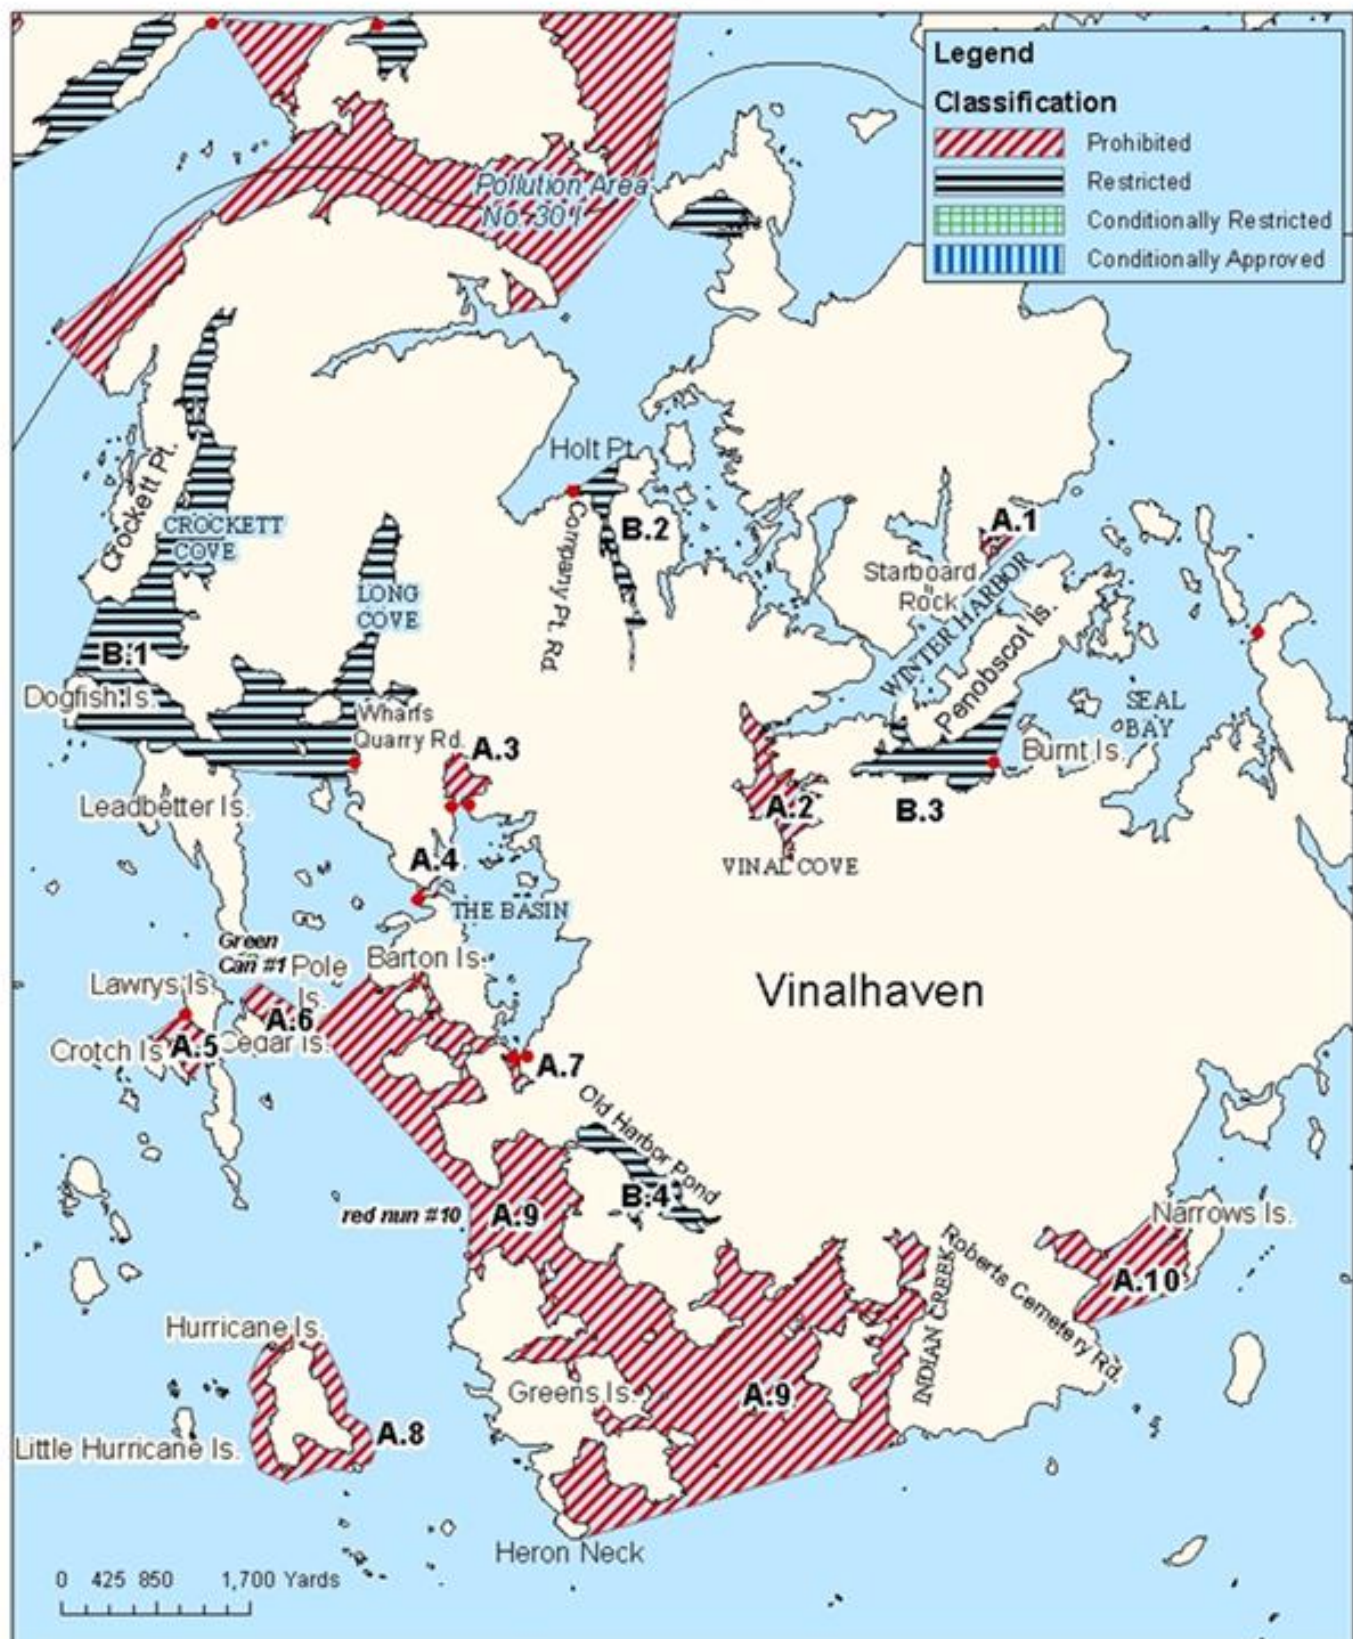 Legend
Classification
Prohibited
Restricted
Conditionally Restricted
Conditionally Approved
Pollution Area
No. 30 I
Holt Pt.
Crockett Pt.
CROCKETT
COVE
Company Pt. Rd.
B.2
A.1
LONG
COVE
Starboard
Rock
WINTER HARBOR
Penobscot Is.
B.1
Dogfish Is.
Wharfs
Quarry Rd.
A.3
SEAL
BAY
Burnt Is.
Leadbetter Is.
A.2
B.3
A.4
VINAL COVE
THE BASIN
Green
Can #1
Pole
Is.
Barton Is.
Lawrys Is.
Vinalhaven
A.6
Crotch Is
A.5
Cedar Is.
A.7
Old Harbor Pond
B.4
red nun #10
A.9
Narrows Is.
Roberts Cemetery Rd.
INDIAN CREEK
A.10
Hurricane Is.
Greens Is.
A.9
A.8
Little Hurricane Is.
Heron Neck
0 425 850 1,700 Yards